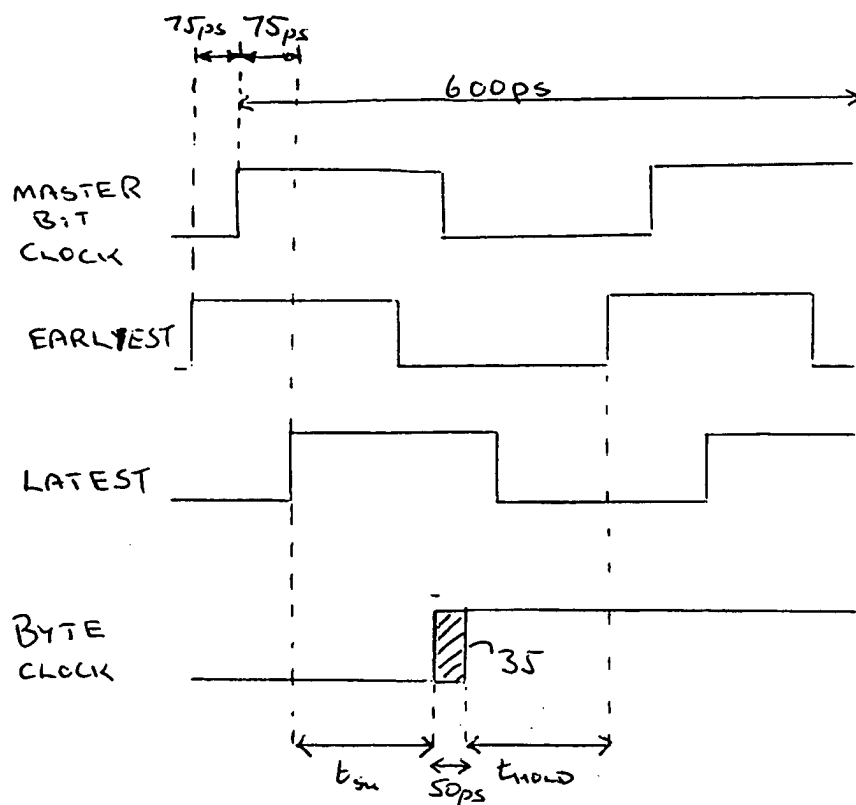 75ps 75ps
600ps
MASTER
BIT
CLOCK
EARLYEST
LATEST
BYTE
CLOCK
35
tsu 50ps tHOLD